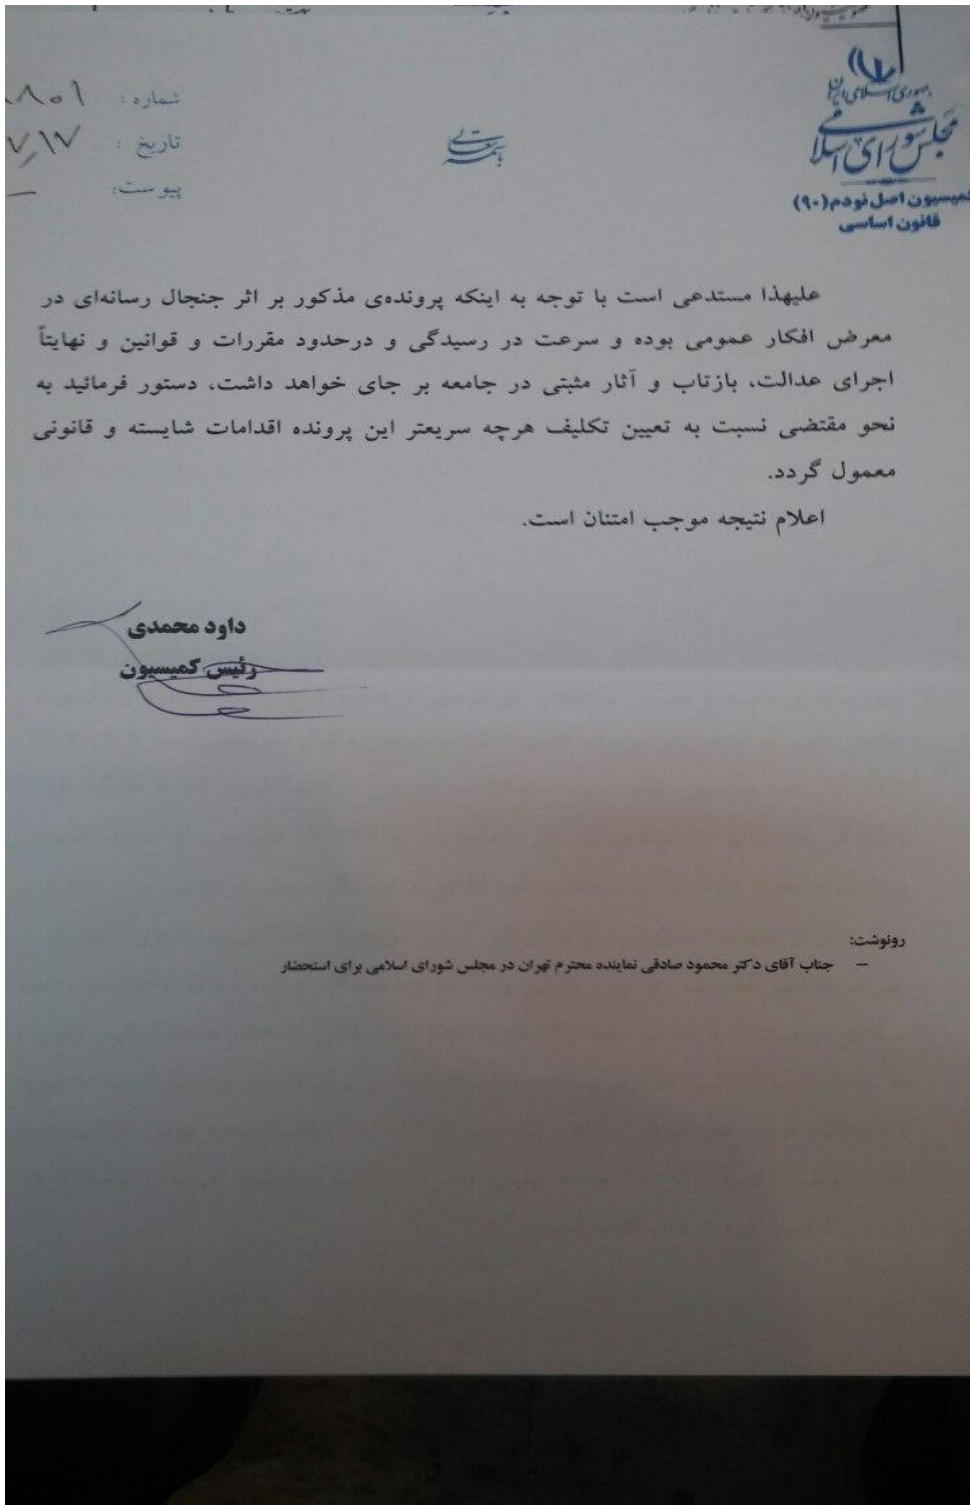 جمهوری اسلامی ایران
مجلس شورای اسلامی
کمیسیون اصل نودم (۹۰)
قانون اساسی
باسمه تعالی
شماره :
تاریخ :
پیوست:
علیهذا مستدعی است با توجه به اینکه پرونده‌ی مذکور بر اثر جنجال رسانه‌ای در
معرض افکار عمومی بوده و سرعت در رسیدگی و درحدود مقررات و قوانین و نهایتاً
اجرای عدالت، بازتاب و آثار مثبتی در جامعه بر جای خواهد داشت، دستور فرمائید به
نحو مقتضی نسبت به تعیین تکلیف هرچه سریعتر این پرونده اقدامات شایسته و قانونی
معمول گردد.
اعلام نتیجه موجب امتنان است.
داود محمدی
رئیس کمیسیون
رونوشت:
– جناب آقای دکتر محمود صادقی نماینده محترم تهران در مجلس شورای اسلامی برای استحضار